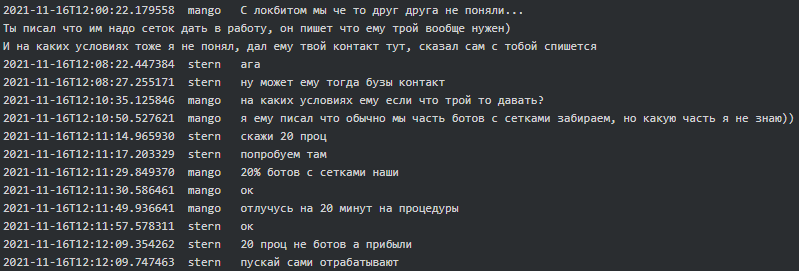 2021-11-16T12:00:22.179558 mango С локбитом мы че то друг друга не поняли...
Ты писал что им надо сеток дать в работу, он пишет что ему трой вообще нужен)
И на каких условиях тоже я не понял, дал ему твой контакт тут, сказал сам с тобой спишется
2021-11-16T12:08:22.447384 stern ага
2021-11-16T12:08:27.255171 stern ну может ему тогда бузы контакт
2021-11-16T12:10:35.125846 mango на каких условиях ему если что трой то давать?
2021-11-16T12:10:50.527621 mango я ему писал что обычно мы часть ботов с сетками забираем, но какую часть я не знаю))
2021-11-16T12:11:14.965930 stern скажи 20 проц
2021-11-16T12:11:17.203329 stern попробуем там
2021-11-16T12:11:29.849370 mango 20% ботов с сетками наши
2021-11-16T12:11:30.586461 mango ок
2021-11-16T12:11:49.936641 mango отлучусь на 20 минут на процедуры
2021-11-16T12:11:57.578311 stern ок
2021-11-16T12:12:09.354262 stern 20 проц не ботов а прибыли
2021-11-16T12:12:09.747463 stern пускай сами отрабатывают